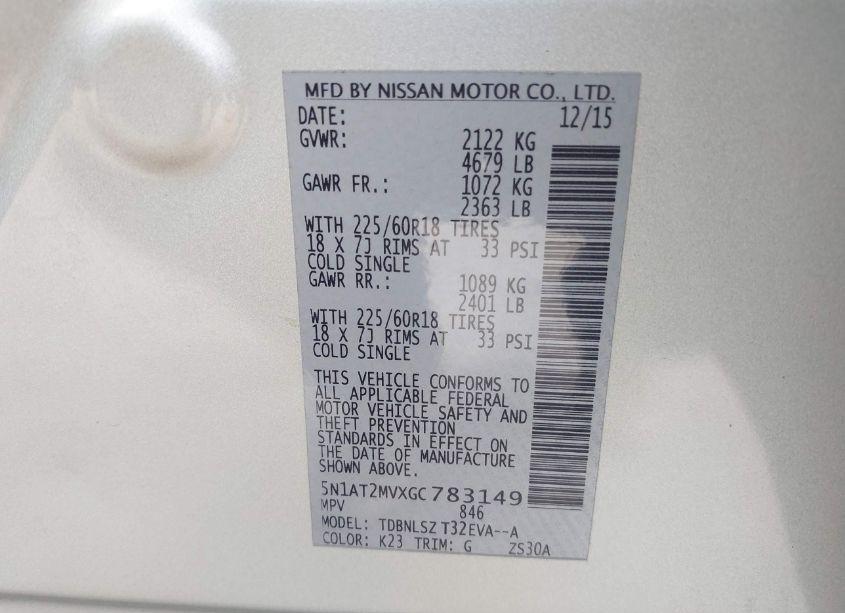 MFD BY NISSAN MOTOR CO., LTD.
DATE: 12/15
GVWR: 2122 KG
4679 LB
GAWR FR.: 1072 KG
2363 LB
WITH 225/60R18 TIRES
18 X 7J RIMS AT 33 PSI
COLD SINGLE
GAWR RR.: 1089 KG
2401 LB
WITH 225/60R18 TIRES
18 X 7J RIMS AT 33 PSI
COLD SINGLE
THIS VEHICLE CONFORMS TO
ALL APPLICABLE FEDERAL
MOTOR VEHICLE SAFETY AND
THEFT PREVENTION
STANDARDS IN EFFECT ON
THE DATE OF MANUFACTURE
SHOWN ABOVE.
5N1AT2MVXGC783149
MPV 846
MODEL: TDBNLSZ T32EVA--A
COLOR: K23 TRIM: G ZS30A